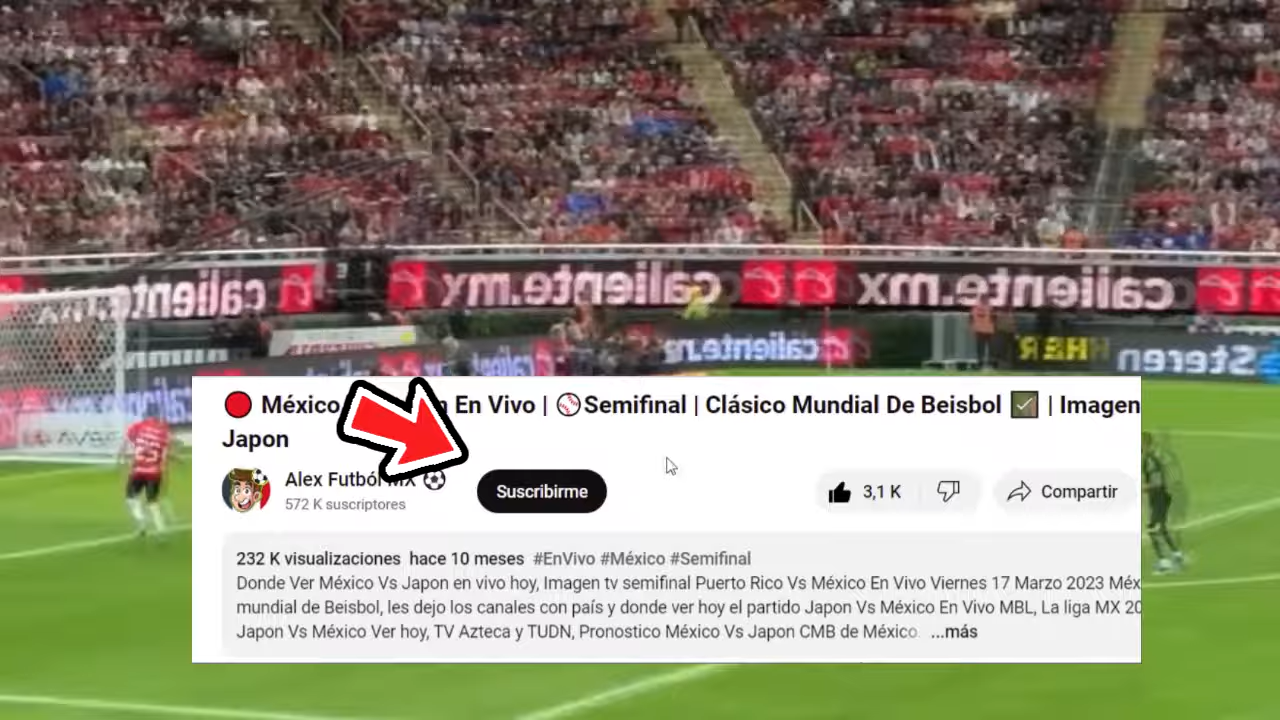 caliente.mx caliente.mx
caliente.mx H&R Steren
México En Vivo | Semifinal | Clásico Mundial De Beisbol | Imagen
Japon
Alex Futból MX
572 K suscriptores
Suscribirme
3,1 K
Compartir
232 K visualizaciones hace 10 meses #EnVivo #México #Semifinal
Donde Ver México Vs Japon en vivo hoy, Imagen tv semifinal Puerto Rico Vs México En Vivo Viernes 17 Marzo 2023 Méx
mundial de Beisbol, les dejo los canales con país y donde ver hoy el partido Japon Vs México En Vivo MBL, La liga MX 20
Japon Vs México Ver hoy, TV Azteca y TUDN, Pronostico México Vs Japon CMB de México. ...más